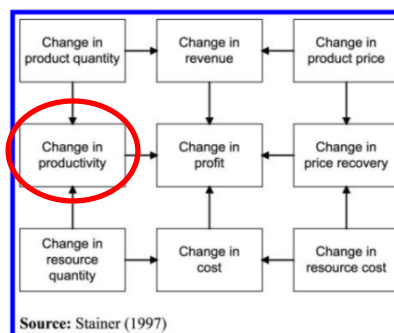 Change in
product quantity
Change in
revenue
Change in
product price
Change in
productivity
Change in
profit
Change in
price recovery
Change in
resource quantity
Change in
cost
Change in
resource cost
Source: Stainer (1997)